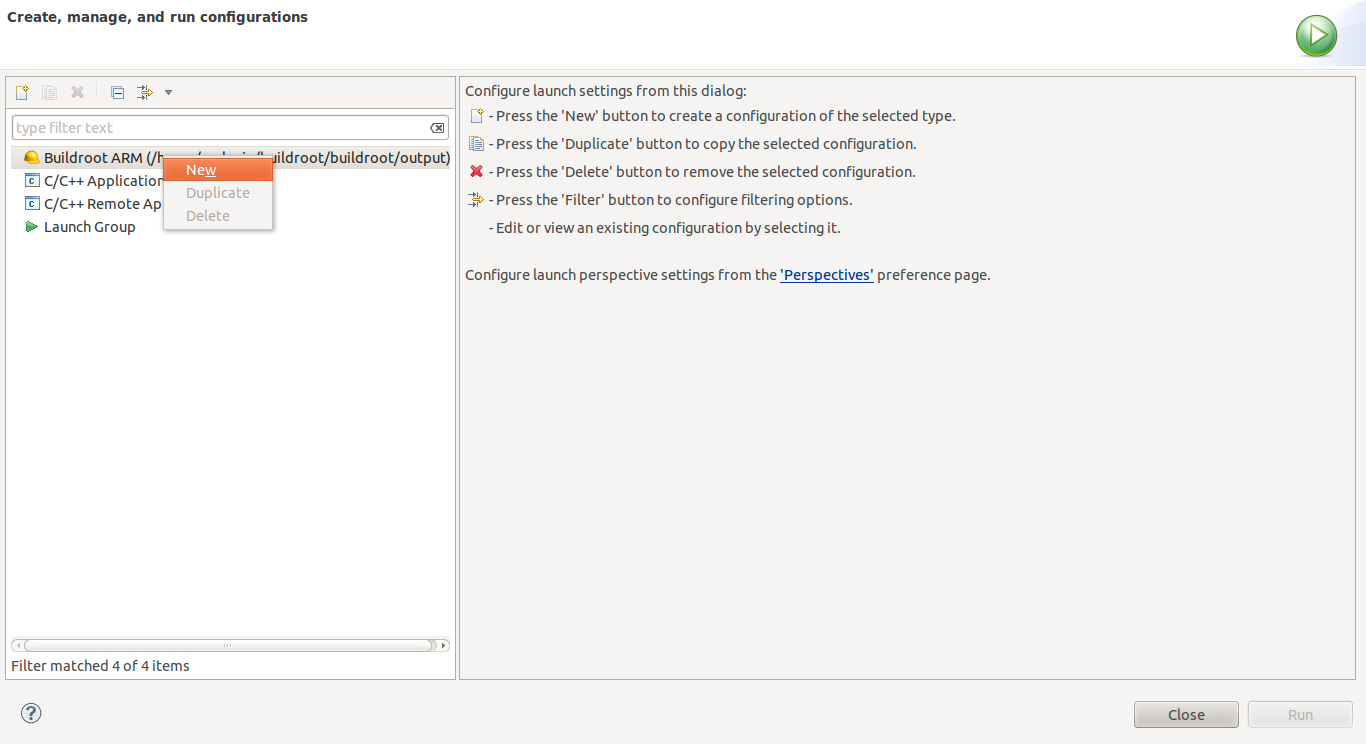 Create, manage, and run configurations
type filter text
Buildroot ARM (/h buildroot/buildroot/output)
C/C++ Application
C/C++ Remote Ap
Launch Group
New
Duplicate
Delete
Filter matched 4 of 4 items
Configure launch settings from this dialog:
- Press the 'New' button to create a configuration of the selected type.
- Press the 'Duplicate' button to copy the selected configuration.
- Press the 'Delete' button to remove the selected configuration.
- Press the 'Filter' button to configure filtering options.
- Edit or view an existing configuration by selecting it.
Configure launch perspective settings from the 'Perspectives' preference page.
Close
Run